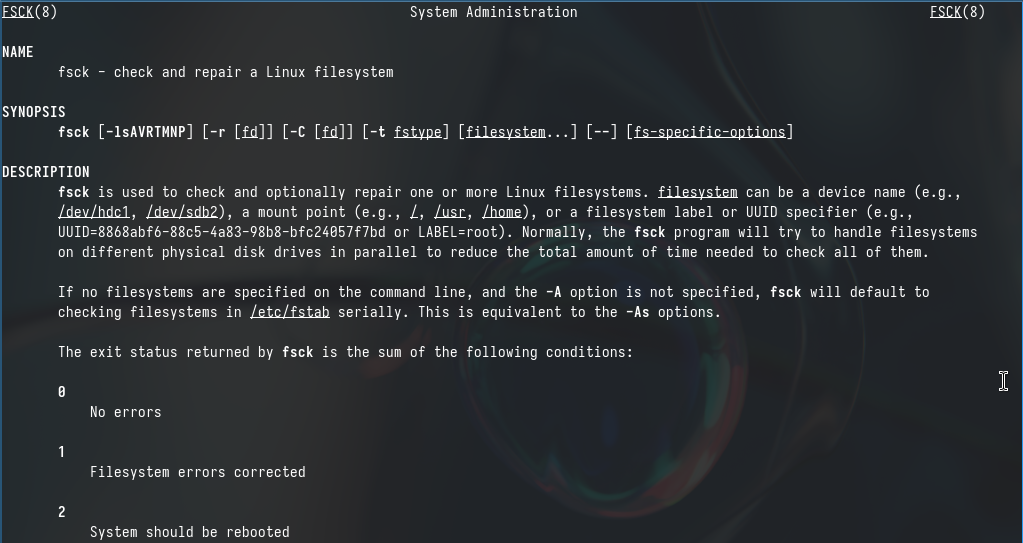 FSCK(8) System Administration FSCK(8)
NAME
fsck - check and repair a Linux filesystem
SYNOPSIS
fsck [-lsAVRTMNP] [-r [fd]] [-C [fd]] [-t fstype] [filesystem...] [--] [fs-specific-options]
DESCRIPTION
fsck is used to check and optionally repair one or more Linux filesystems. filesystem can be a device name (e.g.,
/dev/hdc1, /dev/sdb2), a mount point (e.g., /, /usr, /home), or a filesystem label or UUID specifier (e.g.,
UUID=8868abf6-88c5-4a83-98b8-bfc24057f7bd or LABEL=root). Normally, the fsck program will try to handle filesystems
on different physical disk drives in parallel to reduce the total amount of time needed to check all of them.
If no filesystems are specified on the command line, and the -A option is not specified, fsck will default to
checking filesystems in /etc/fstab serially. This is equivalent to the -As options.
The exit status returned by fsck is the sum of the following conditions:
0
No errors
1
Filesystem errors corrected
2
System should be rebooted